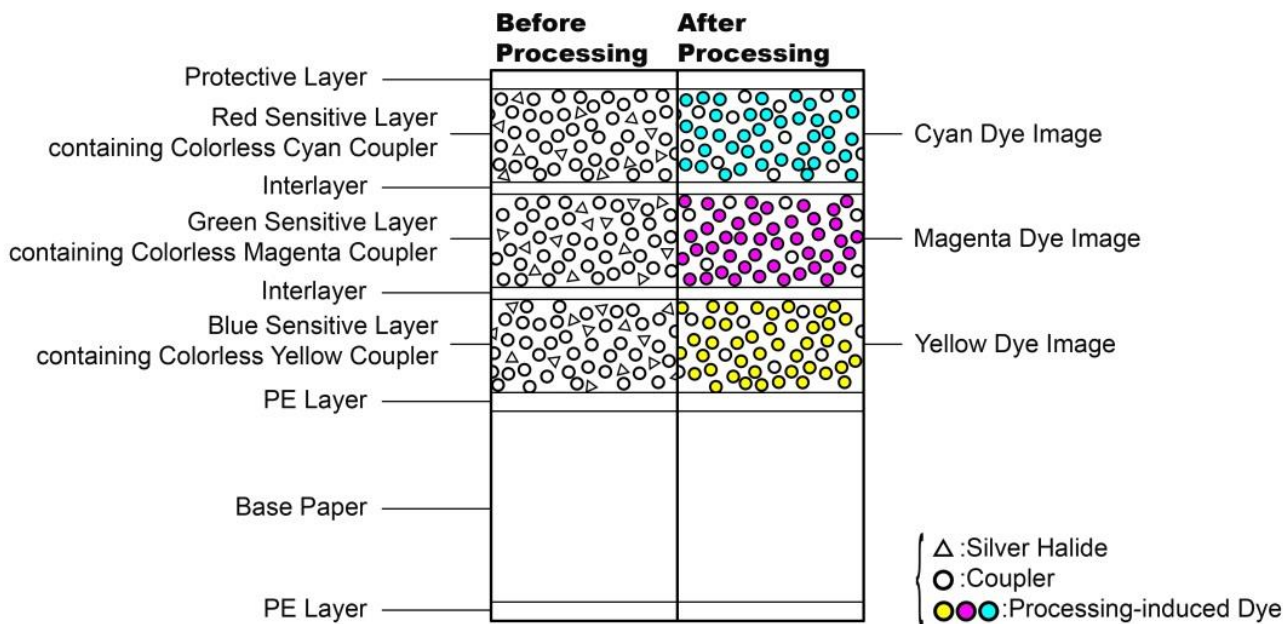 Before
Processing
After
Processing
Protective Layer
Red Sensitive Layer
containing Colorless Cyan Coupler
Cyan Dye Image
Interlayer
Green Sensitive Layer
containing Colorless Magenta Coupler
Magenta Dye Image
Interlayer
Blue Sensitive Layer
containing Colorless Yellow Coupler
Yellow Dye Image
PE Layer
Base Paper
PE Layer
:Silver Halide
:Coupler
:Processing-induced Dye